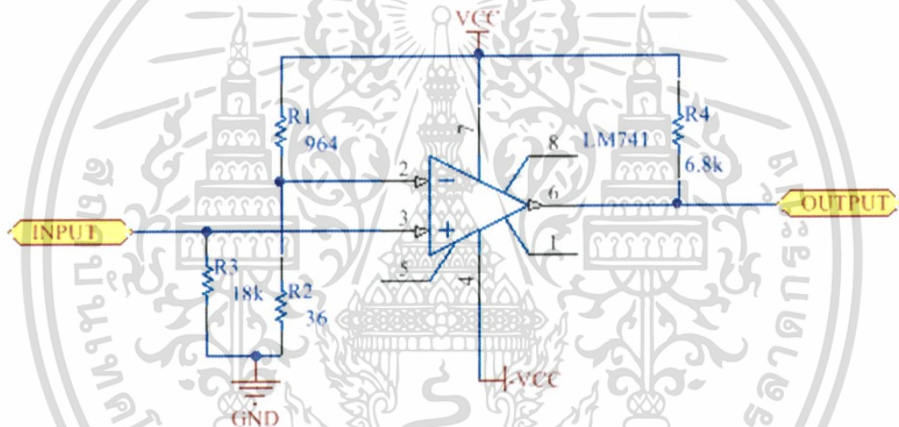 VCC
R1
964
7
8
LM741
R4
6.8k
2
−
6
INPUT
3
+
OUTPUT
1
R3
18k
5
4
R2
36
-VCC
GND